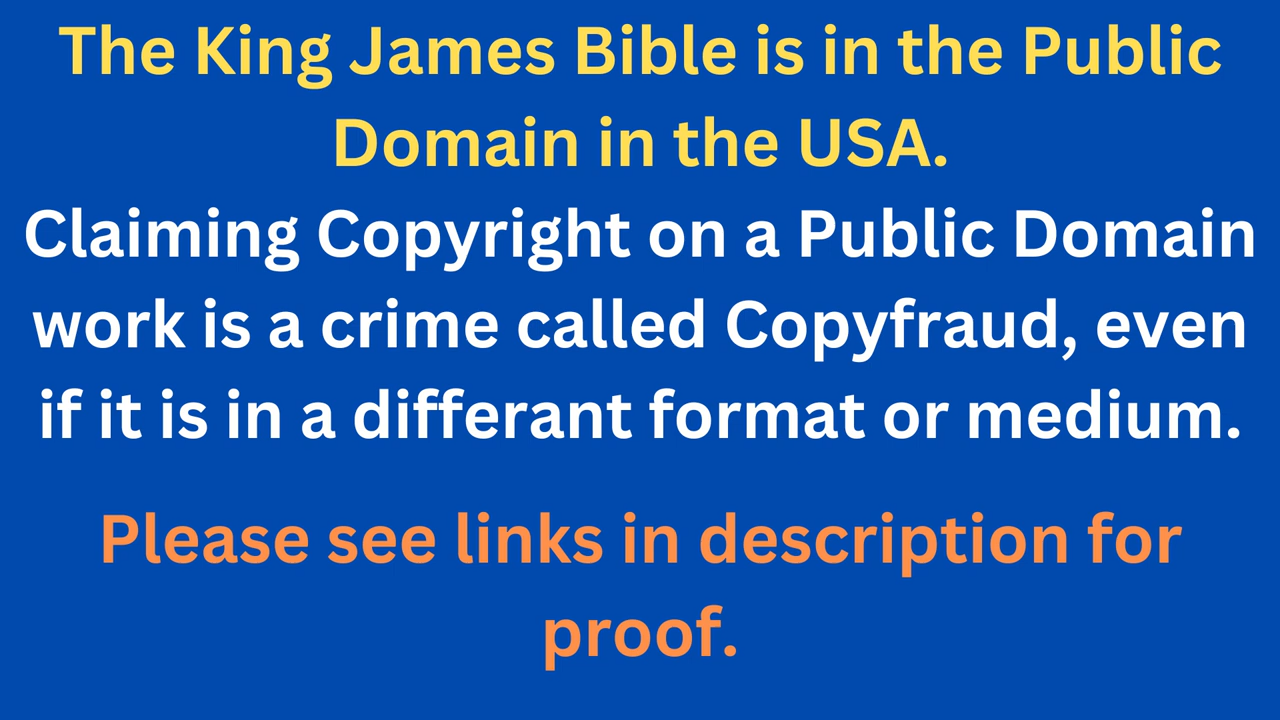 The King James Bible is in the Public
Domain in the USA.
Claiming Copyright on a Public Domain
work is a crime called Copyfraud, even
if it is in a differant format or medium.
Please see links in description for
proof.